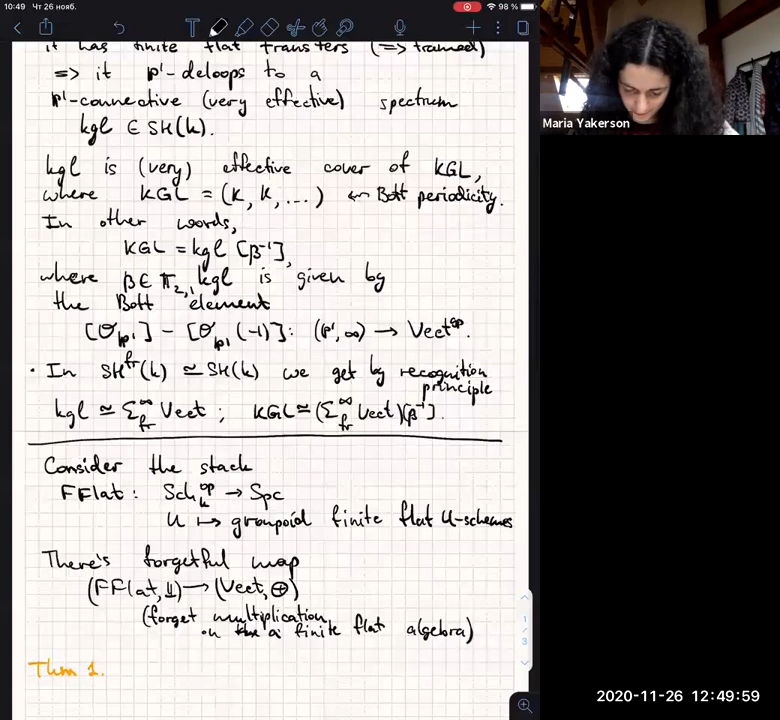 10:49 Чт 26 нояб.
98 %
it has finite flat transfers (=> framed)
=> it P¹-deloops to a
P¹-connective (very effective) spectrum
kgl ∈ SH(k).
kgl is (very) effective cover of KGL,
where KGL = (K, K, ...) ← Bott periodicity.
In other words,
KGL = kgl [β⁻¹],
where β ∈ π₂,₁ kgl is given by
the Bott element
[O_P¹] - [O_P¹(-1)]: (P¹, ∞) → Vect^gp.
· In SH^fr(k) ≃ SH(k) we get by recognition
principle
kgl ≃ Σ^∞_fr Vect ; KGL ≃ (Σ^∞_fr Vect)[β⁻¹].
Consider the stack
FFlat: Sch_k^op → Spc
U ↦ groupoid finite flat U-schemes
There's forgetful map
(FFlat, ⊔) → (Vect, ⊕)
(forget multiplication
on a finite flat algebra)
Thm 1.
Maria Yakerson
1 / 3
2020-11-26 12:49:59